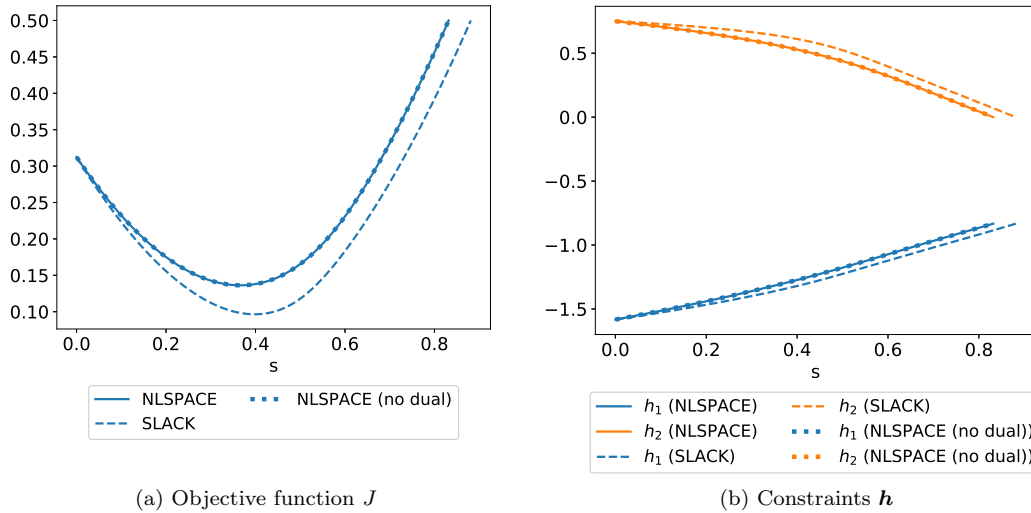 0.50
0.45
0.40
0.35
0.30
0.25
0.20
0.15
0.10
0.0 0.2 0.4 0.6 0.8
s
NLSPACE NLSPACE (no dual)
SLACK
(a) Objective function J
0.5
0.0
−0.5
−1.0
−1.5
0.0 0.2 0.4 0.6 0.8
s
h1 (NLSPACE) h2 (SLACK)
h2 (NLSPACE) h1 (NLSPACE (no dual))
h1 (SLACK) h2 (NLSPACE (no dual))
(b) Constraints h